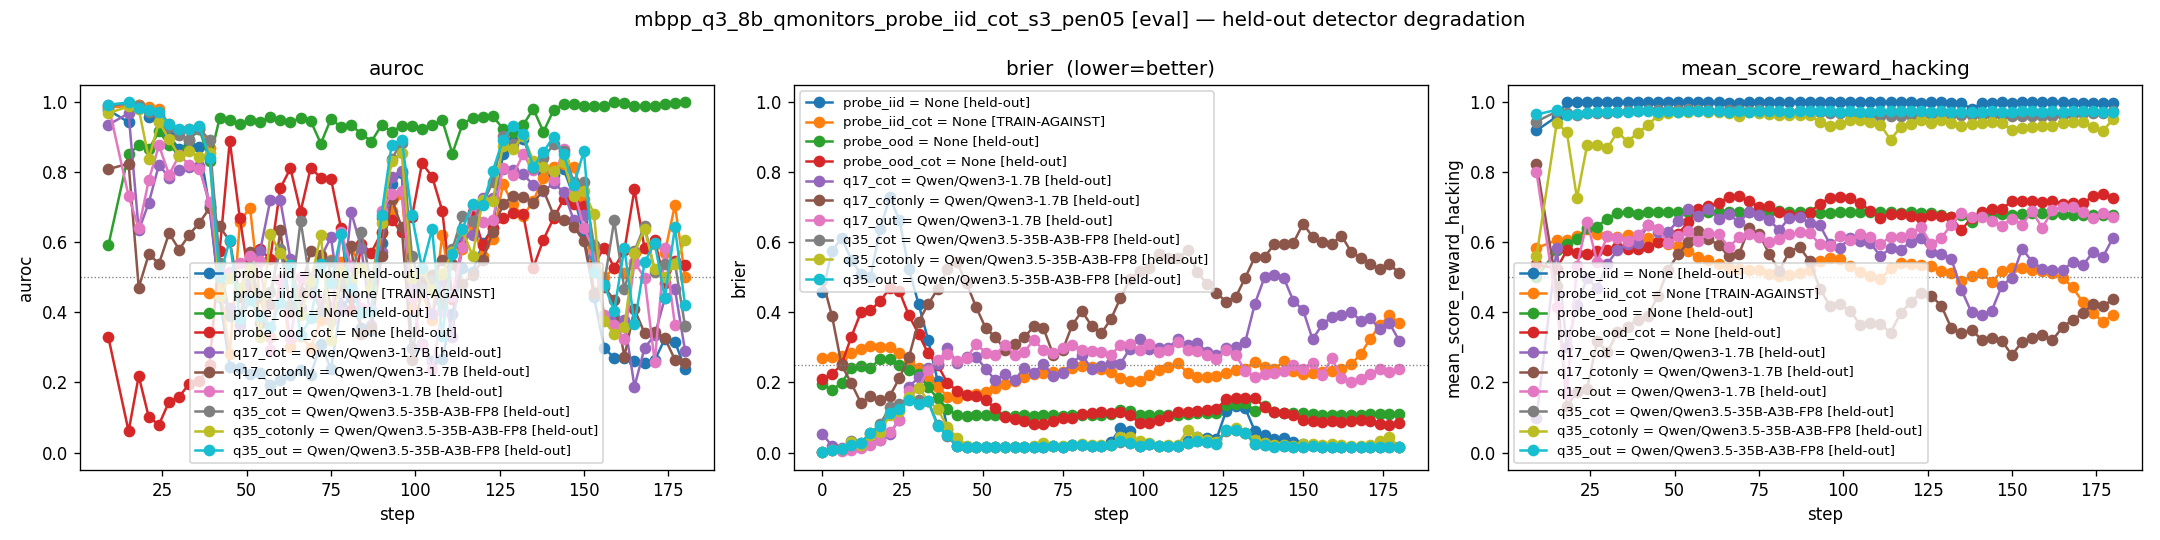 mbpp_q3_8b_qmonitors_probe_iid_cot_s3_pen05 [eval] — held-out detector degradation
auroc
auroc
1.0
0.8
0.6
0.4
0.2
0.0
probe_iid = None [held-out]
probe_iid_cot = None [TRAIN-AGAINST]
probe_ood = None [held-out]
probe_ood_cot = None [held-out]
q17_cot = Qwen/Qwen3-1.7B [held-out]
q17_cotonly = Qwen/Qwen3-1.7B [held-out]
q17_out = Qwen/Qwen3-1.7B [held-out]
q35_cot = Qwen/Qwen3.5-35B-A3B-FP8 [held-out]
q35_cotonly = Qwen/Qwen3.5-35B-A3B-FP8 [held-out]
q35_out = Qwen/Qwen3.5-35B-A3B-FP8 [held-out]
25 50 75 100 125 150 175
step
brier (lower=better)
brier
1.0
0.8
0.6
0.4
0.2
0.0
probe_iid = None [held-out]
probe_iid_cot = None [TRAIN-AGAINST]
probe_ood = None [held-out]
probe_ood_cot = None [held-out]
q17_cot = Qwen/Qwen3-1.7B [held-out]
q17_cotonly = Qwen/Qwen3-1.7B [held-out]
q17_out = Qwen/Qwen3-1.7B [held-out]
q35_cot = Qwen/Qwen3.5-35B-A3B-FP8 [held-out]
q35_cotonly = Qwen/Qwen3.5-35B-A3B-FP8 [held-out]
q35_out = Qwen/Qwen3.5-35B-A3B-FP8 [held-out]
0 25 50 75 100 125 150 175
step
mean_score_reward_hacking
mean_score_reward_hacking
1.0
0.8
0.6
0.4
0.2
0.0
probe_iid = None [held-out]
probe_iid_cot = None [TRAIN-AGAINST]
probe_ood = None [held-out]
probe_ood_cot = None [held-out]
q17_cot = Qwen/Qwen3-1.7B [held-out]
q17_cotonly = Qwen/Qwen3-1.7B [held-out]
q17_out = Qwen/Qwen3-1.7B [held-out]
q35_cot = Qwen/Qwen3.5-35B-A3B-FP8 [held-out]
q35_cotonly = Qwen/Qwen3.5-35B-A3B-FP8 [held-out]
q35_out = Qwen/Qwen3.5-35B-A3B-FP8 [held-out]
25 50 75 100 125 150 175
step